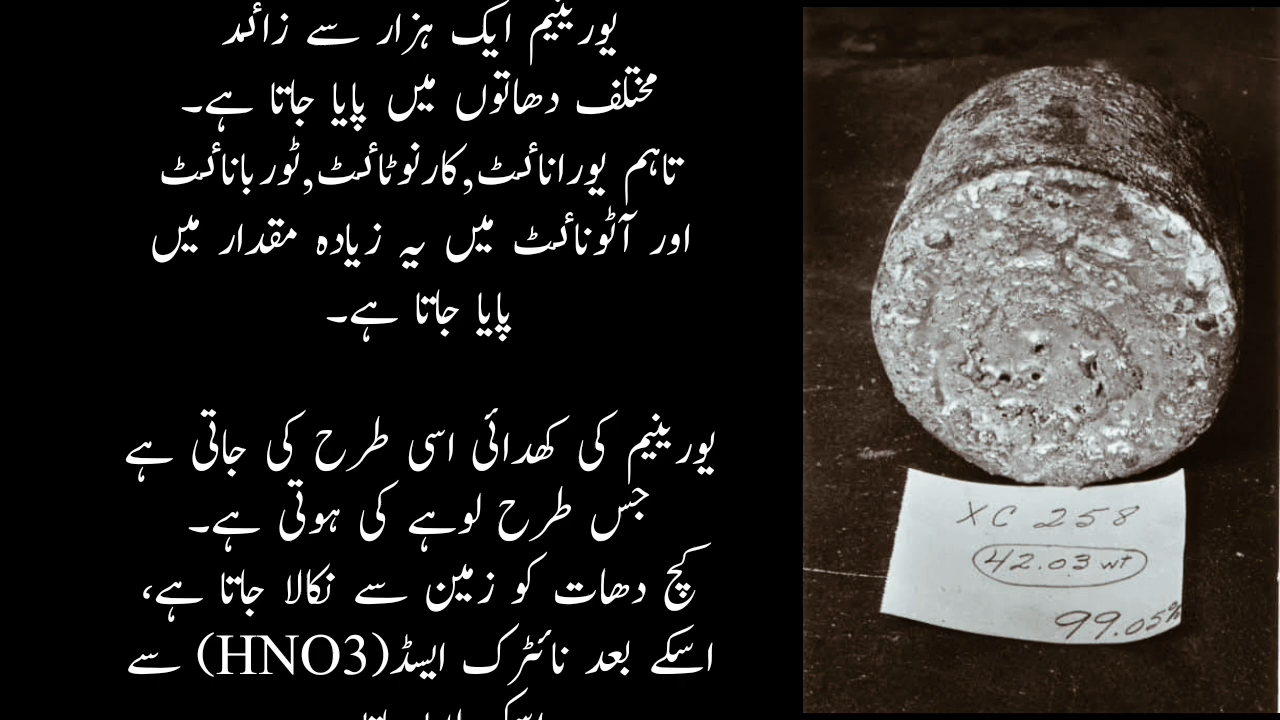 یورینیم ایک ہزار سے زائد
مختلف دھاتوں میں پایا جاتا ہے۔
تاہم یورانائٹ,کارنوٹائٹ,ٹوربانائٹ
اور آٹونائٹ میں یہ زیادہ مقدار میں
پایا جاتا ہے۔
یورینیم کی کھدائی اسی طرح کی جاتی ہے
جس طرح لوہے کی ہوتی ہے۔
کچ دھات کو زمین سے نکالا جاتا ہے،
اسکے بعد نائٹرک ایسڈ(HNO3) سے
XC 258
42.03 wt
99.05%